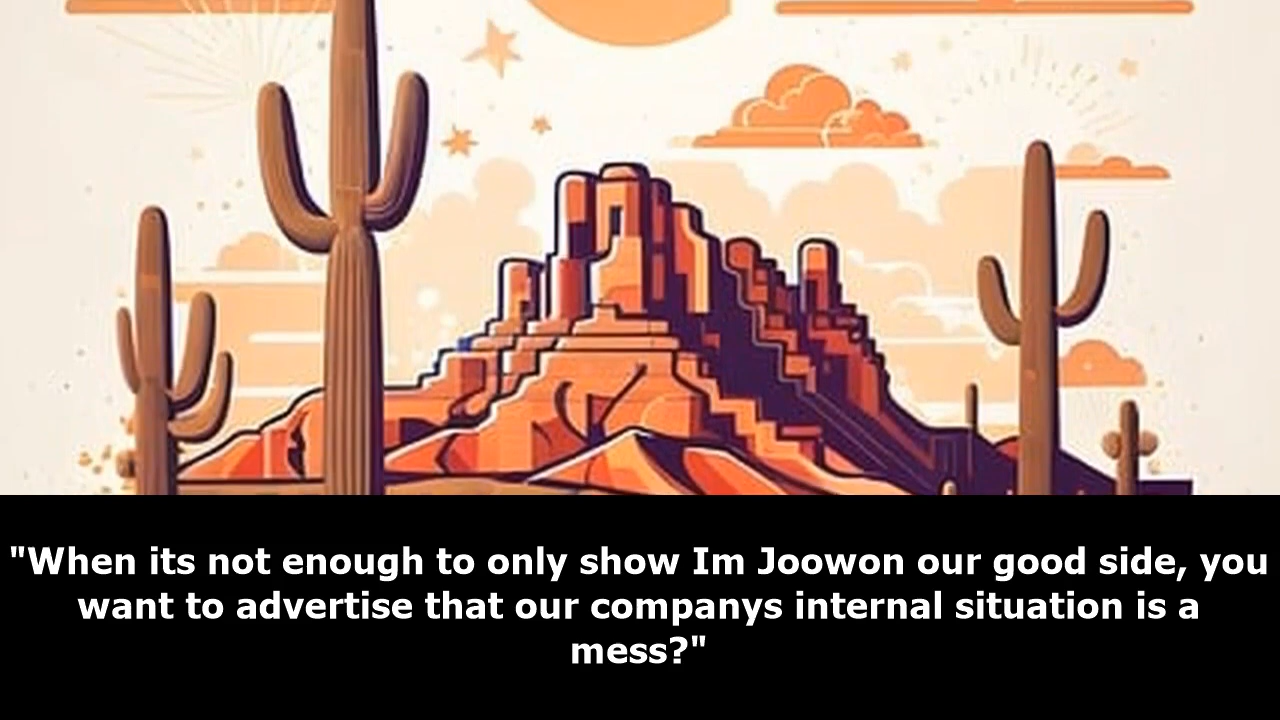 "When its not enough to only show Im Joowon our good side, you
want to advertise that our companys internal situation is a
mess?"